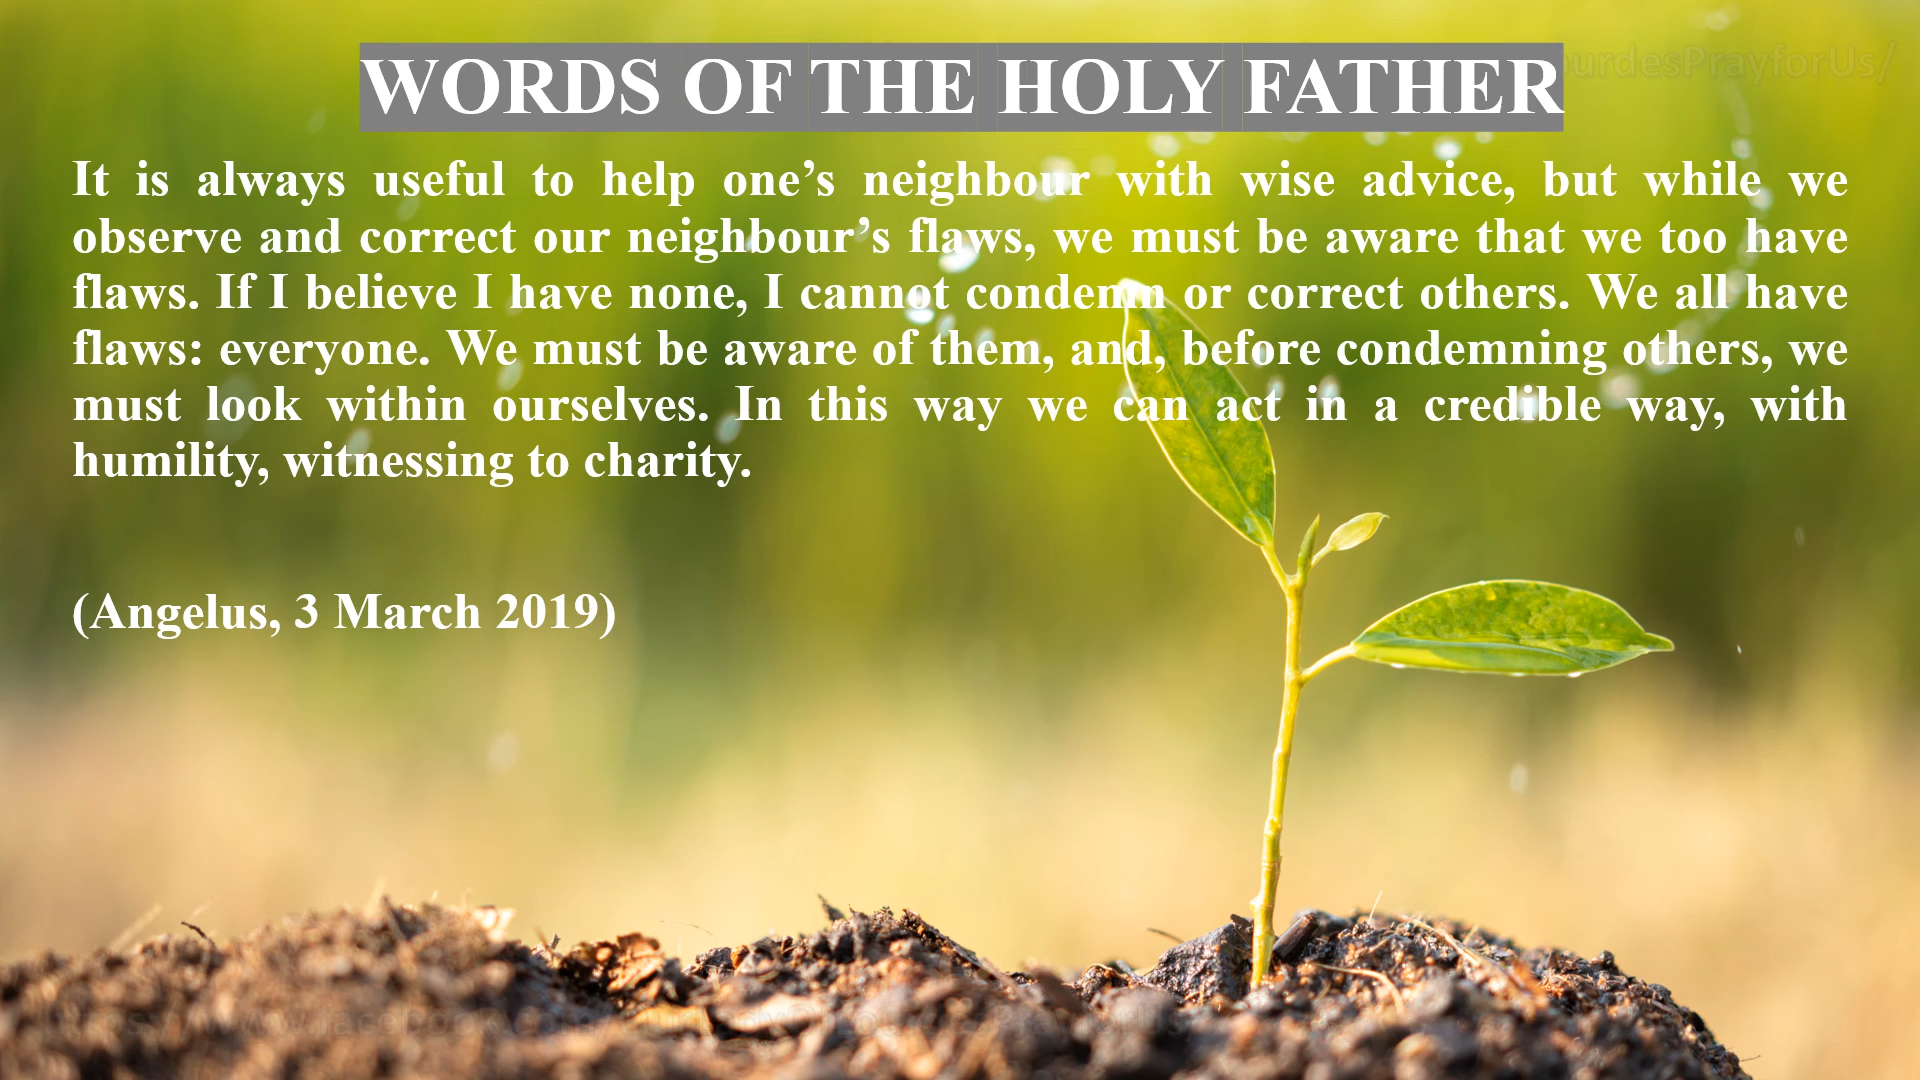 WORDS OF THE HOLY FATHER
urdesPrayforUs/
It is always useful to help one’s neighbour with wise advice, but while we
observe and correct our neighbour’s flaws, we must be aware that we too have
flaws. If I believe I have none, I cannot condemn or correct others. We all have
flaws: everyone. We must be aware of them, and, before condemning others, we
must look within ourselves. In this way we can act in a credible way, with
humility, witnessing to charity.
(Angelus, 3 March 2019)